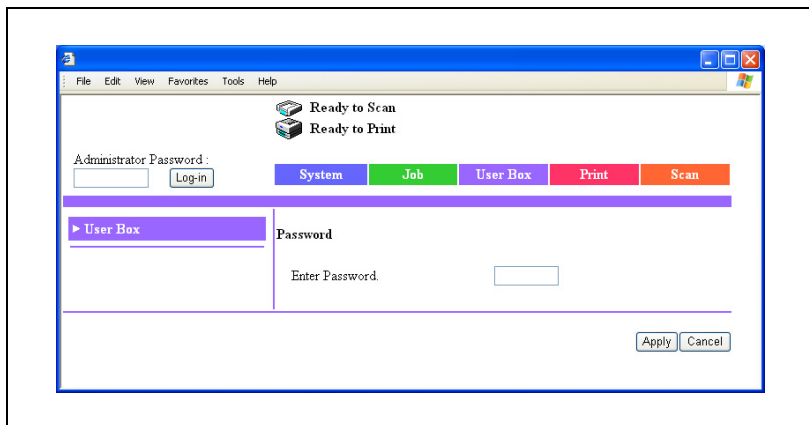 File Edit View Favorites Tools Help
Ready to Scan
Ready to Print
Administrator Password :
Log-in
System Job User Box Print Scan
User Box
Password
Enter Password.
Apply Cancel